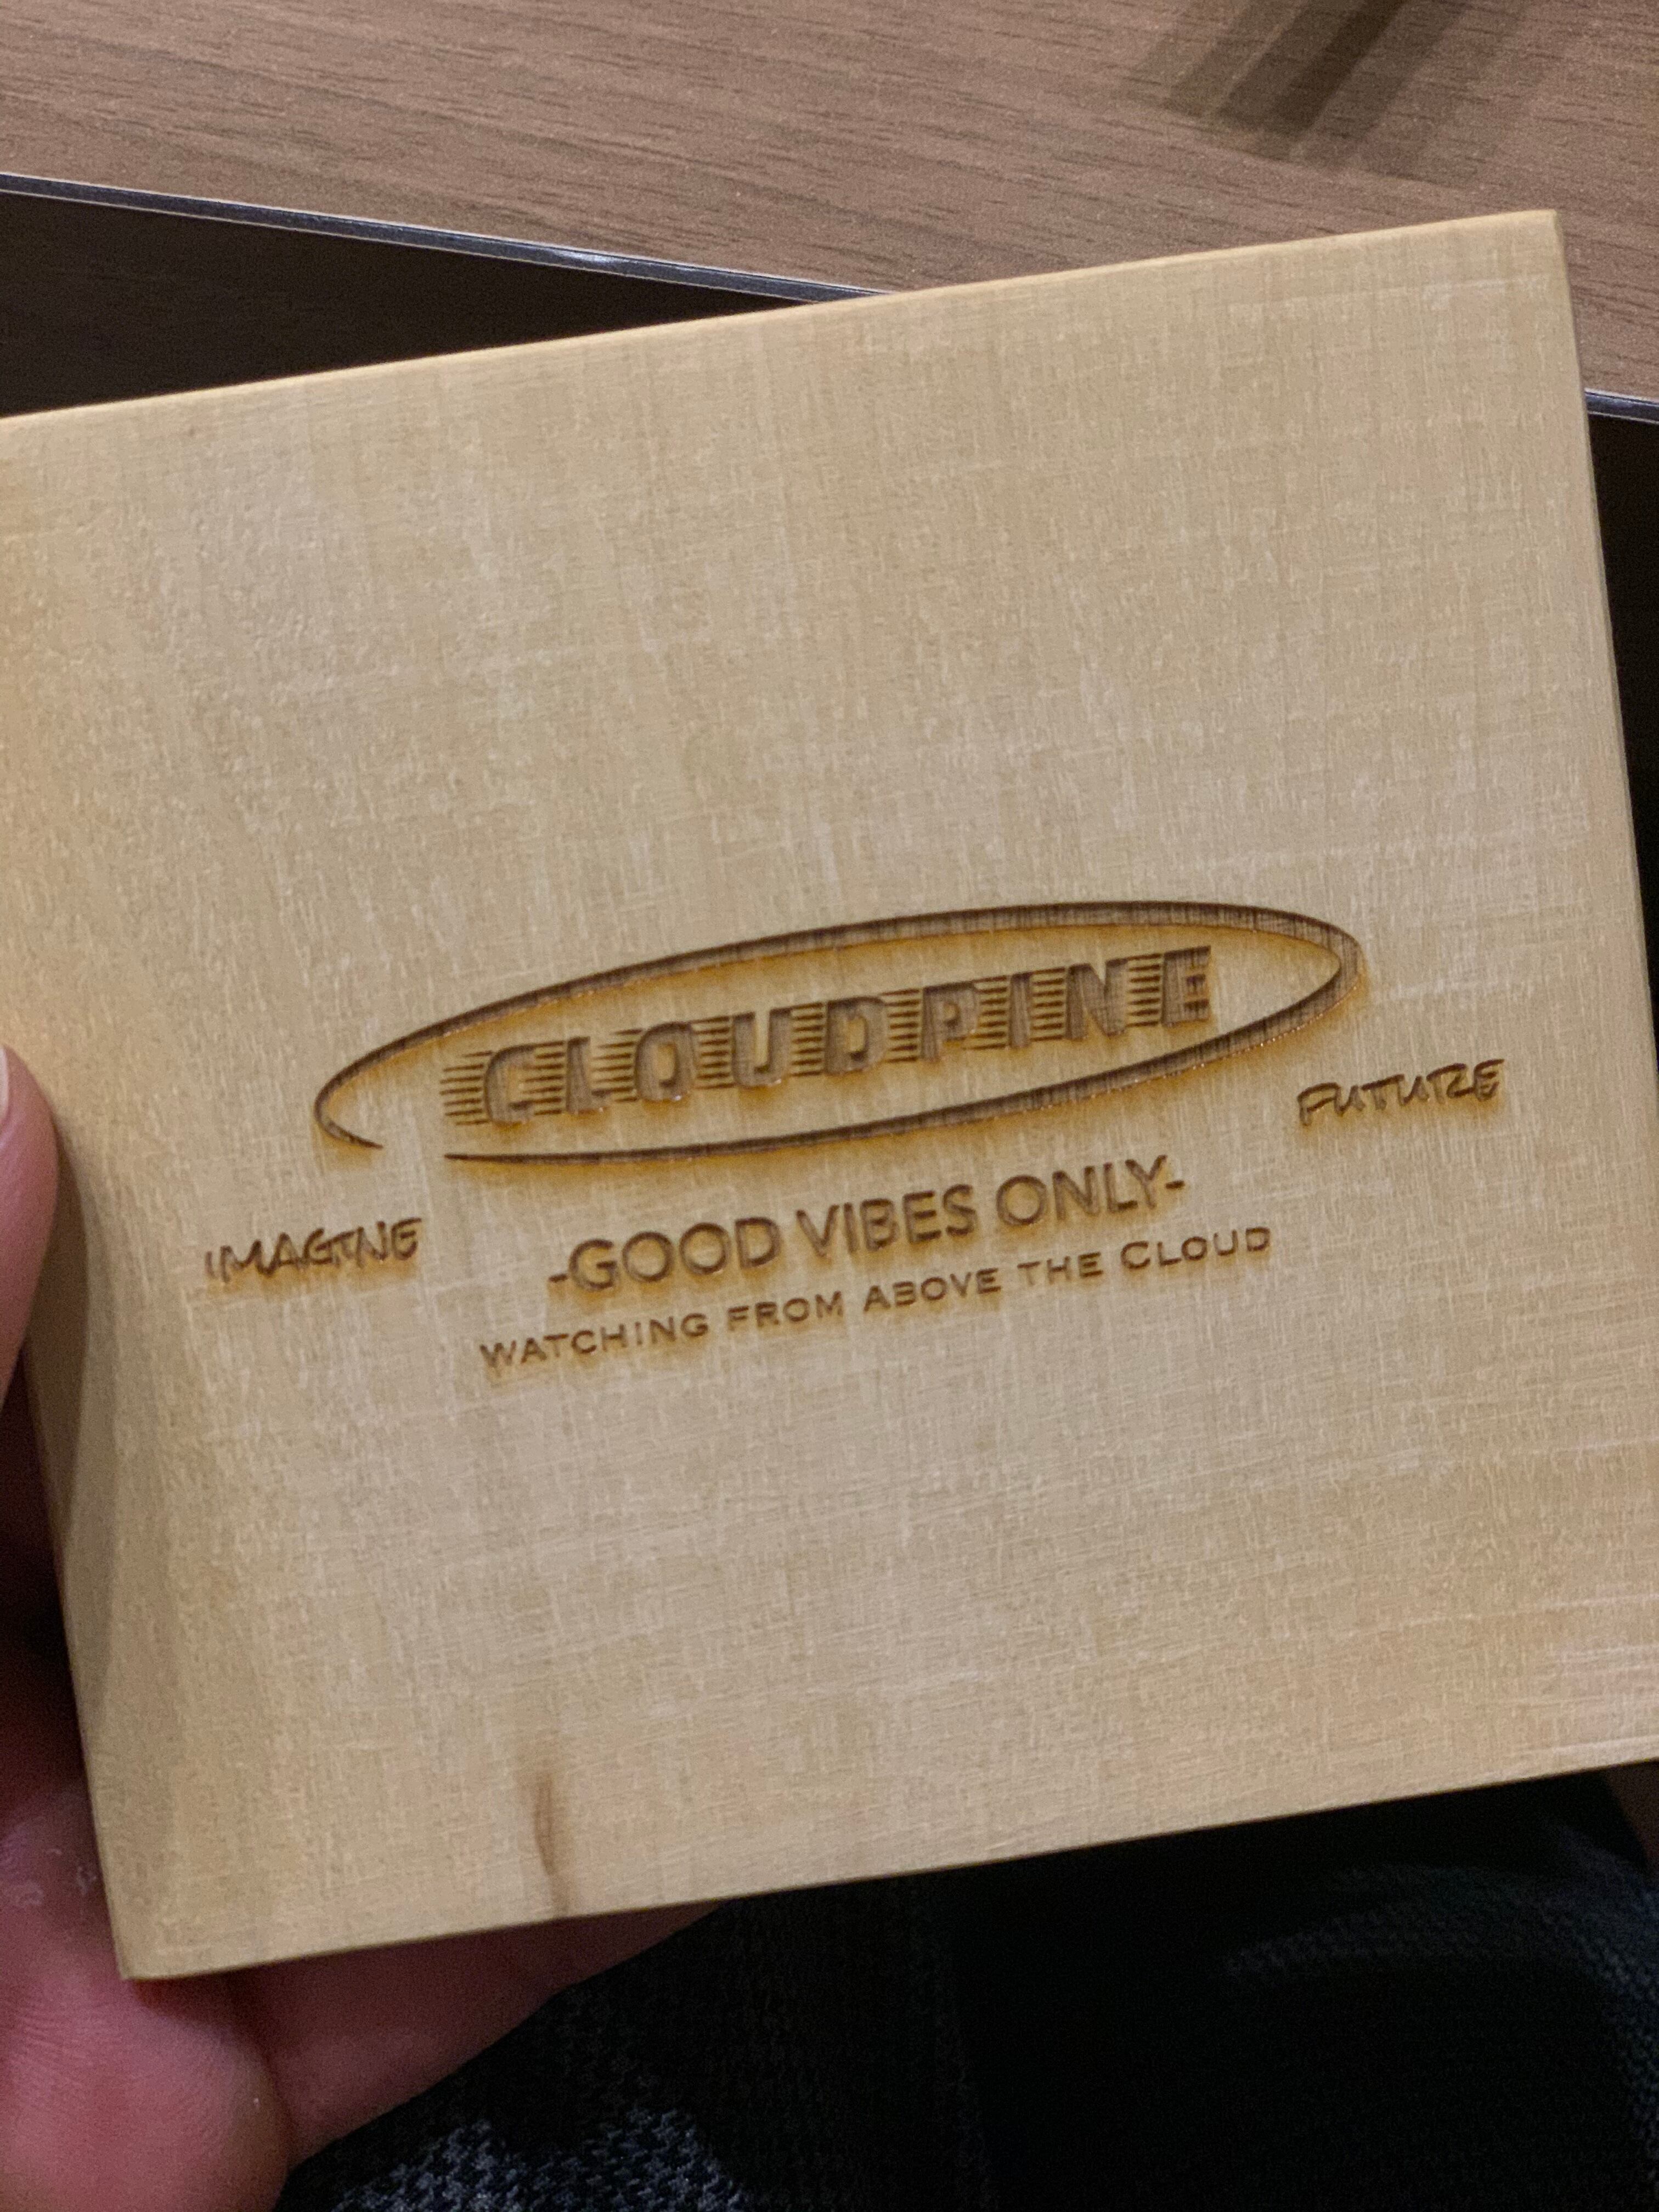 CLOUDPINE
IMAGINE
FUTURE
-GOOD VIBES ONLY-
WATCHING FROM ABOVE THE CLOUD